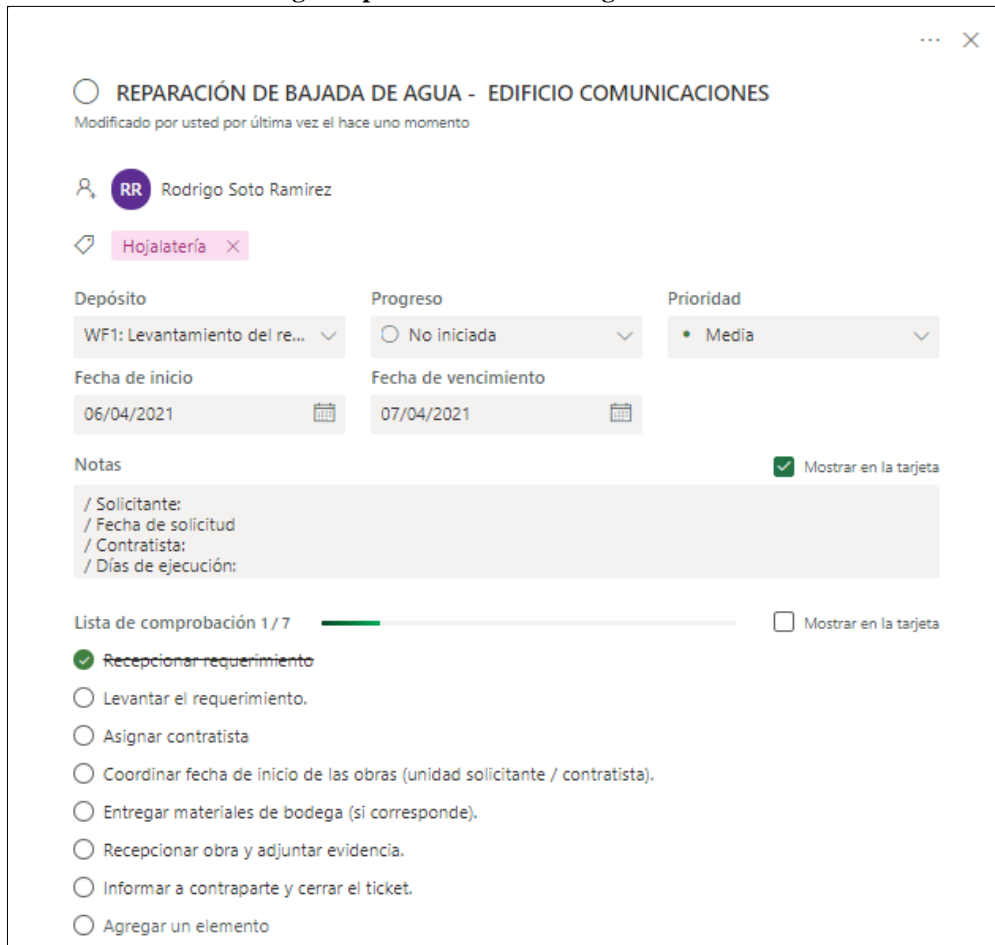 REPARACIÓN DE BAJADA DE AGUA - EDIFICIO COMUNICACIONES
Modificado por usted por última vez el hace uno momento
RR Rodrigo Soto Ramirez
Hojalatería
Depósito Progreso Prioridad
WF1: Levantamiento del re... No iniciada Media
Fecha de inicio Fecha de vencimiento
06/04/2021 07/04/2021
Notas Mostrar en la tarjeta
/ Solicitante:
/ Fecha de solicitud
/ Contratista:
/ Días de ejecución:
Lista de comprobación 1 / 7 Mostrar en la tarjeta
Recepcionar requerimiento
Levantar el requerimiento.
Asignar contratista
Coordinar fecha de inicio de las obras (unidad solicitante / contratista).
Entregar materiales de bodega (si corresponde).
Recepcionar obra y adjuntar evidencia.
Informar a contraparte y cerrar el ticket.
Agregar un elemento